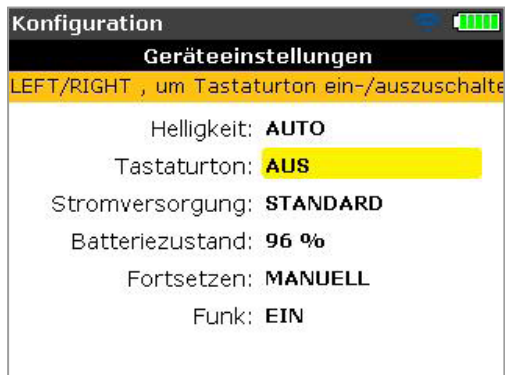 Konfiguration
Geräteeinstellungen
LEFT/RIGHT , um Tastaturton ein-/auszuschalte
Helligkeit: AUTO
Tastaturton: AUS
Stromversorgung: STANDARD
Batteriezustand: 96 %
Fortsetzen: MANUELL
Funk: EIN